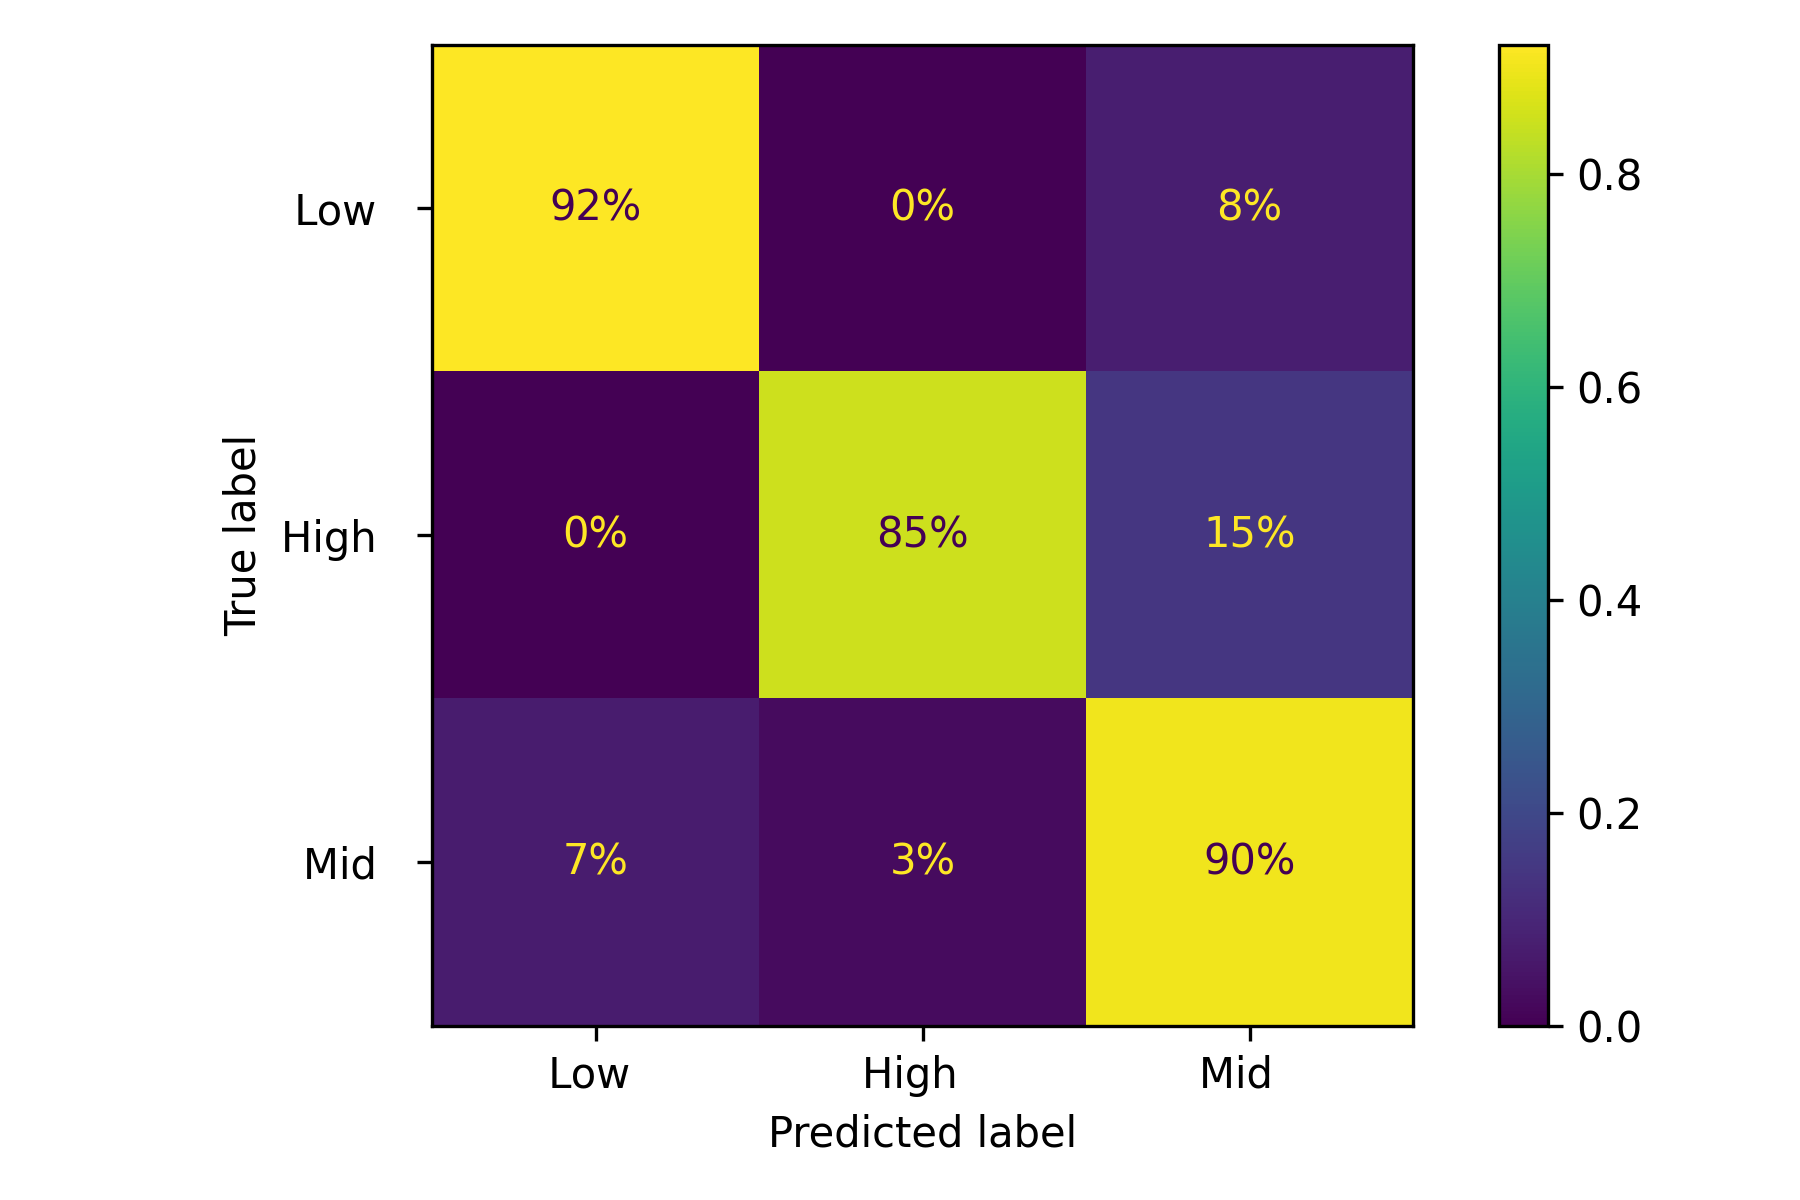 Low 92% 0% 8%
High 0% 85% 15%
Mid 7% 3% 90%
Low High Mid
Predicted label
True label
0.8
0.6
0.4
0.2
0.0